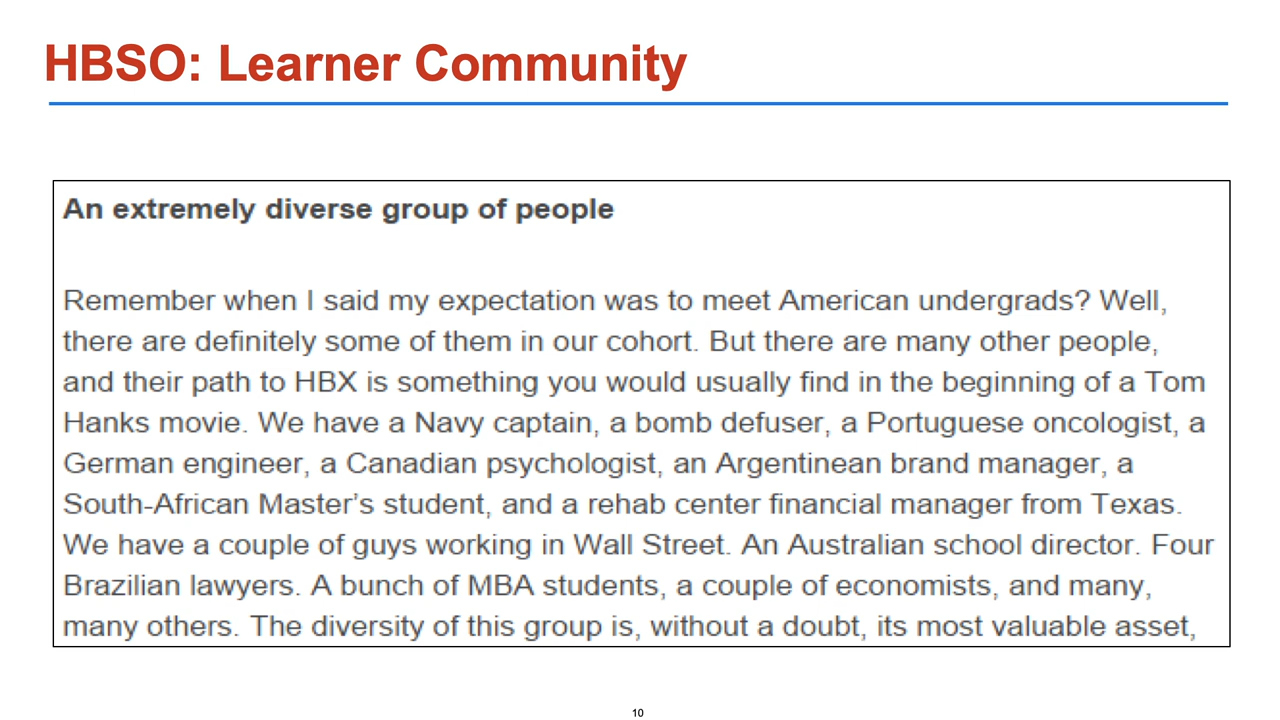 HBSO: Learner Community
An extremely diverse group of people
Remember when I said my expectation was to meet American undergrads? Well,
there are definitely some of them in our cohort. But there are many other people,
and their path to HBX is something you would usually find in the beginning of a Tom
Hanks movie. We have a Navy captain, a bomb defuser, a Portuguese oncologist, a
German engineer, a Canadian psychologist, an Argentinean brand manager, a
South-African Master’s student, and a rehab center financial manager from Texas.
We have a couple of guys working in Wall Street. An Australian school director. Four
Brazilian lawyers. A bunch of MBA students, a couple of economists, and many,
many others. The diversity of this group is, without a doubt, its most valuable asset,
10